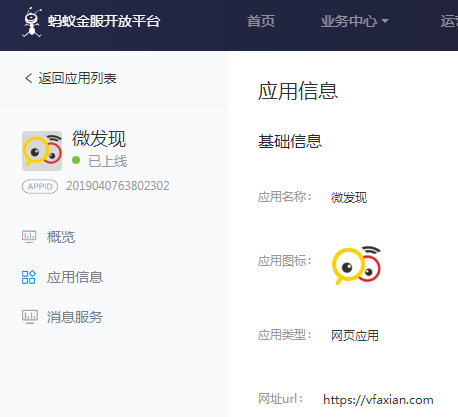 蚂蚁金服开放平台
首页
业务中心
运
返回应用列表
微发现
已上线
APPID 2019040763802302
概览
应用信息
消息服务
应用信息
基础信息
应用名称: 微发现
应用图标:
应用类型: 网页应用
网址url: https://vfaxian.com